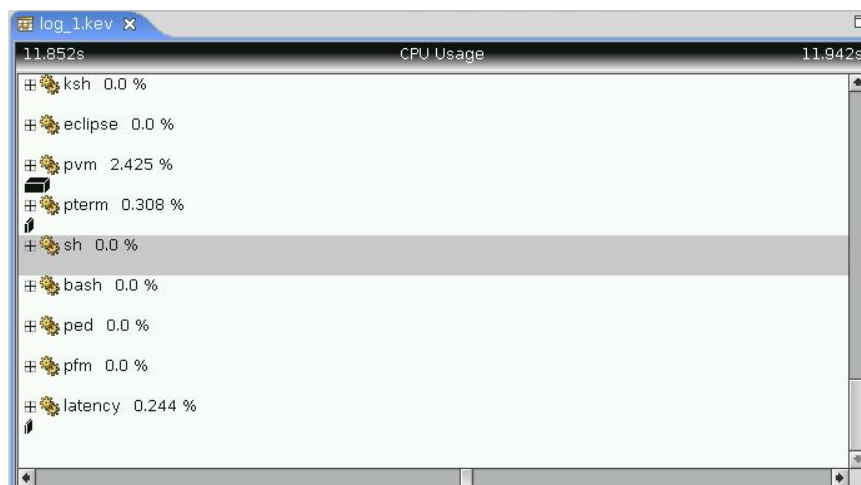 log_1.kev
11.852s CPU Usage 11.942s
ksh 0.0 %
eclipse 0.0 %
pvm 2.425 %
pterm 0.308 %
sh 0.0 %
bash 0.0 %
ped 0.0 %
pfm 0.0 %
latency 0.244 %